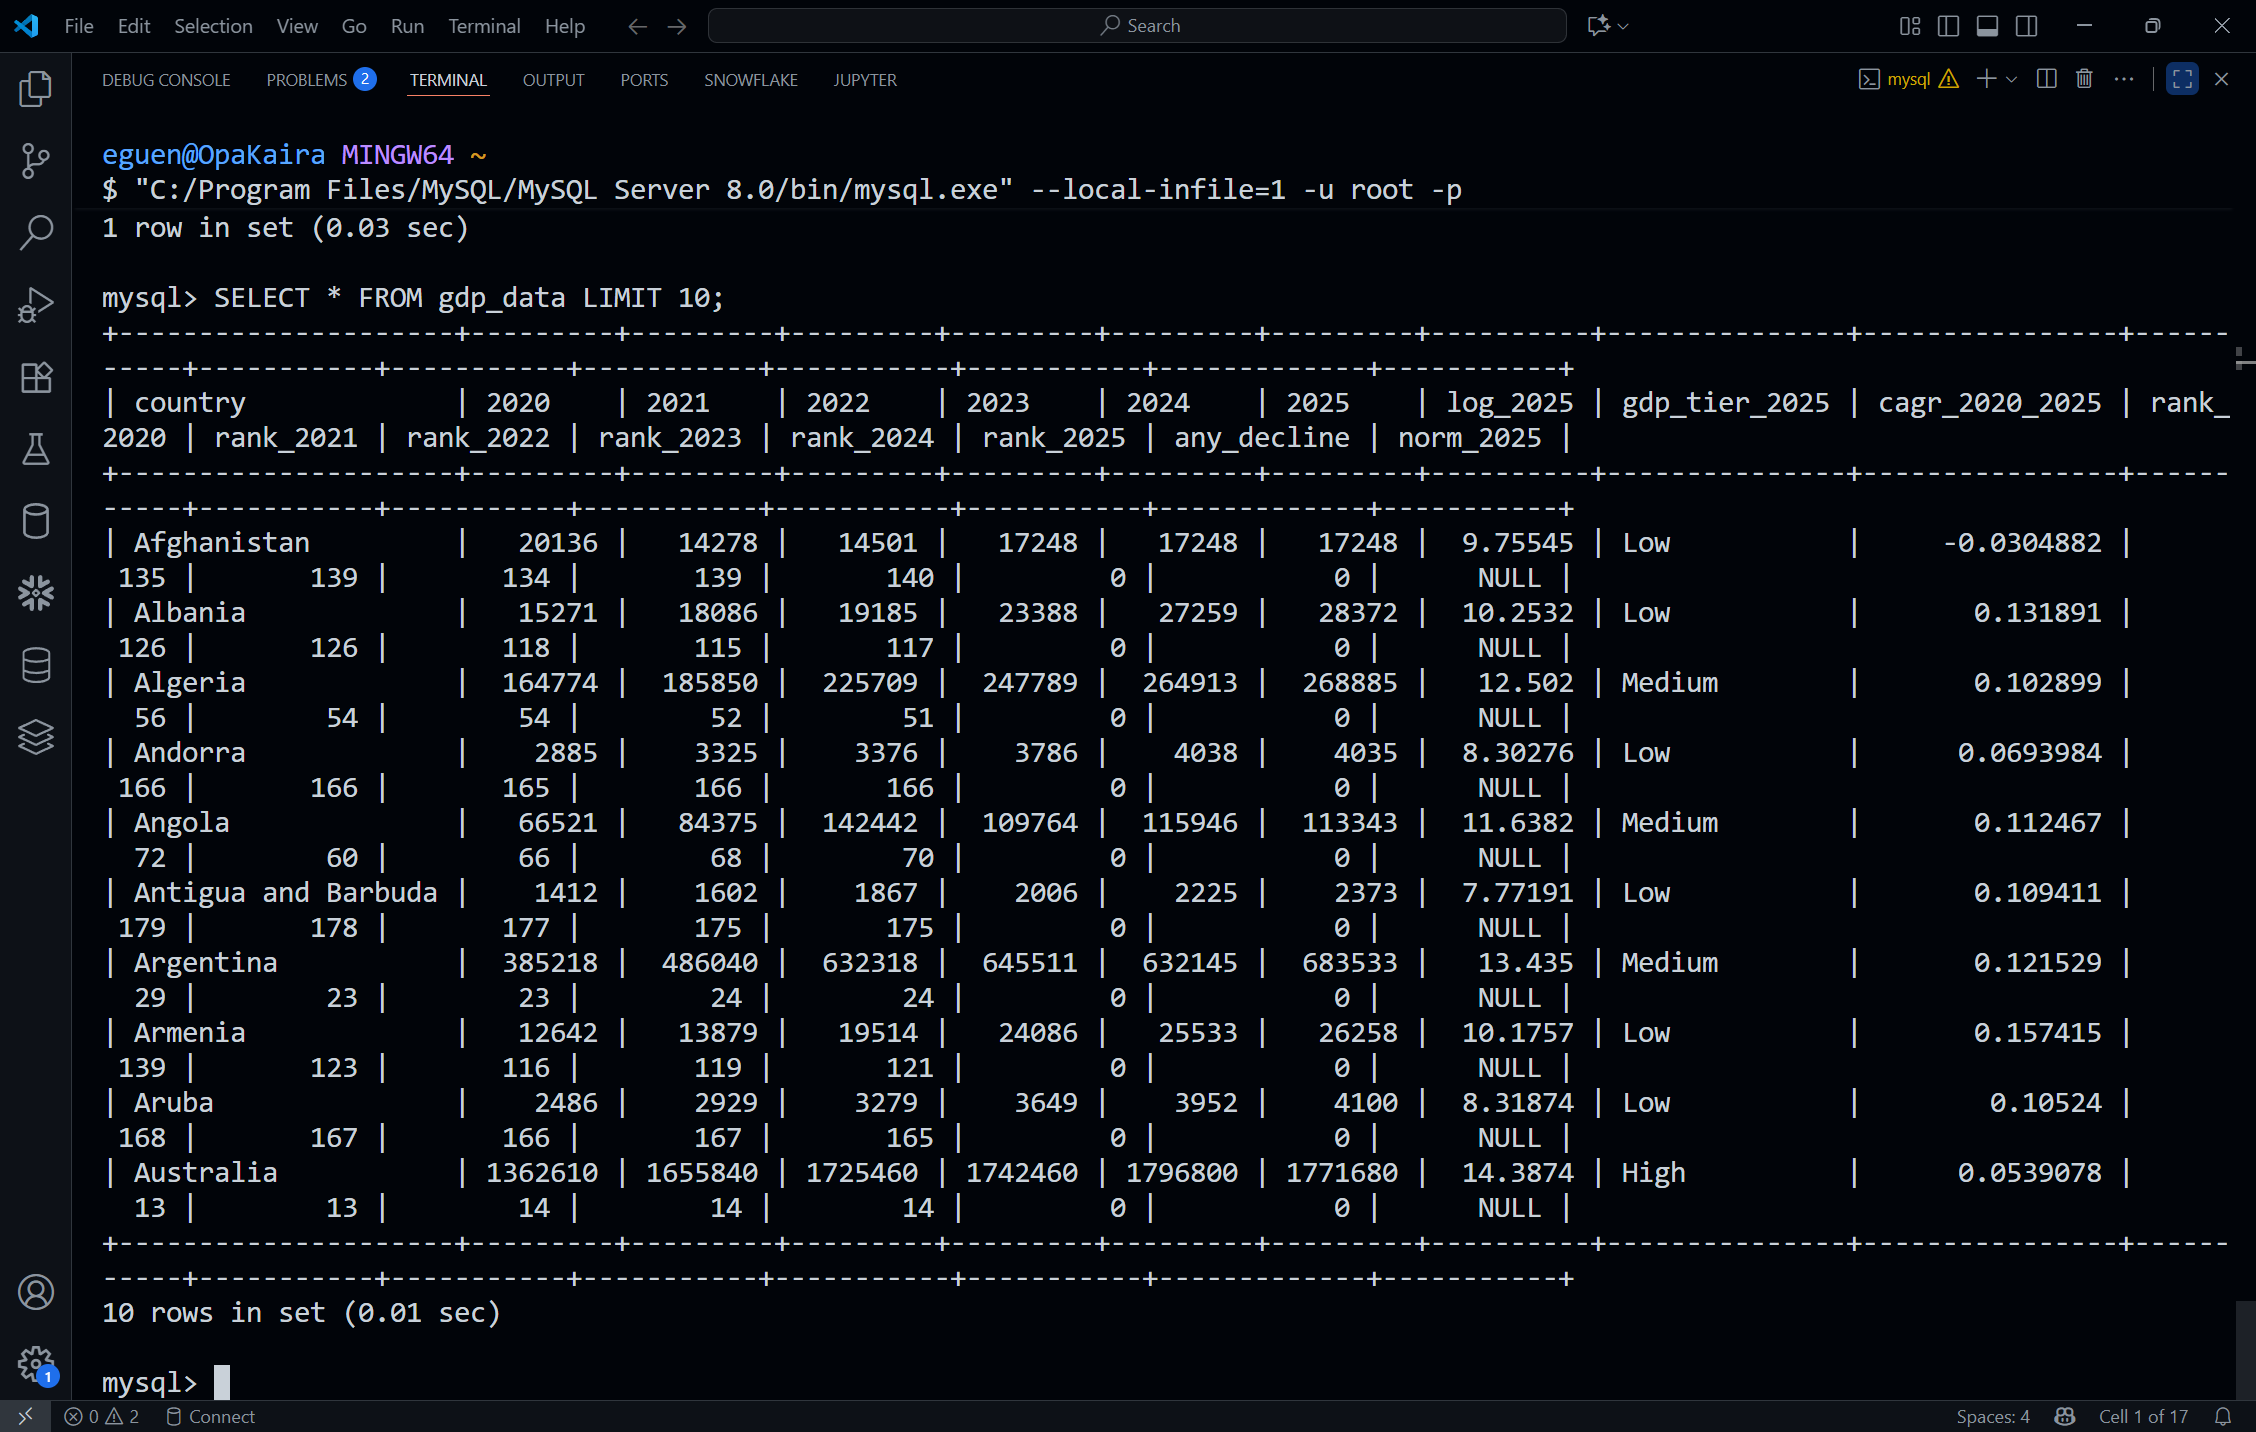 File Edit Selection View Go Run Terminal Help Search
DEBUG CONSOLE PROBLEMS 2 TERMINAL OUTPUT PORTS SNOWFLAKE JUPYTER mysql
eguen@OpaKaira MINGW64 ~
$ "C:/Program Files/MySQL/MySQL Server 8.0/bin/mysql.exe" --local-infile=1 -u root -p
1 row in set (0.03 sec)
mysql> SELECT * FROM gdp_data LIMIT 10;
+---------------------+---------+---------+---------+---------+---------+---------+----------+---------------+----------------+------
-----+-----------+-----------+-----------+-----------+-----------+-------------+-----------+
| country | 2020 | 2021 | 2022 | 2023 | 2024 | 2025 | log_2025 | gdp_tier_2025 | cagr_2020_2025 | rank_
2020 | rank_2021 | rank_2022 | rank_2023 | rank_2024 | rank_2025 | any_decline | norm_2025 |
+---------------------+---------+---------+---------+---------+---------+---------+----------+---------------+----------------+------
-----+-----------+-----------+-----------+-----------+-----------+-------------+-----------+
| Afghanistan | 20136 | 14278 | 14501 | 17248 | 17248 | 17248 | 9.75545 | Low | -0.0304882 |
135 | 139 | 134 | 139 | 140 | 0 | 0 | NULL |
| Albania | 15271 | 18086 | 19185 | 23388 | 27259 | 28372 | 10.2532 | Low | 0.131891 |
126 | 126 | 118 | 115 | 117 | 0 | 0 | NULL |
| Algeria | 164774 | 185850 | 225709 | 247789 | 264913 | 268885 | 12.502 | Medium | 0.102899 |
56 | 54 | 54 | 52 | 51 | 0 | 0 | NULL |
| Andorra | 2885 | 3325 | 3376 | 3786 | 4038 | 4035 | 8.30276 | Low | 0.0693984 |
166 | 166 | 165 | 166 | 166 | 0 | 0 | NULL |
| Angola | 66521 | 84375 | 142442 | 109764 | 115946 | 113343 | 11.6382 | Medium | 0.112467 |
72 | 60 | 66 | 68 | 70 | 0 | 0 | NULL |
| Antigua and Barbuda | 1412 | 1602 | 1867 | 2006 | 2225 | 2373 | 7.77191 | Low | 0.109411 |
179 | 178 | 177 | 175 | 175 | 0 | 0 | NULL |
| Argentina | 385218 | 486040 | 632318 | 645511 | 632145 | 683533 | 13.435 | Medium | 0.121529 |
29 | 23 | 23 | 24 | 24 | 0 | 0 | NULL |
| Armenia | 12642 | 13879 | 19514 | 24086 | 25533 | 26258 | 10.1757 | Low | 0.157415 |
139 | 123 | 116 | 119 | 121 | 0 | 0 | NULL |
| Aruba | 2486 | 2929 | 3279 | 3649 | 3952 | 4100 | 8.31874 | Low | 0.10524 |
168 | 167 | 166 | 167 | 165 | 0 | 0 | NULL |
| Australia | 1362610 | 1655840 | 1725460 | 1742460 | 1796800 | 1771680 | 14.3874 | High | 0.0539078 |
13 | 13 | 14 | 14 | 14 | 0 | 0 | NULL |
+---------------------+---------+---------+---------+---------+---------+---------+----------+---------------+----------------+------
-----+-----------+-----------+-----------+-----------+-----------+-------------+-----------+
10 rows in set (0.01 sec)
mysql>
1
0 2 Connect Spaces: 4 Cell 1 of 17